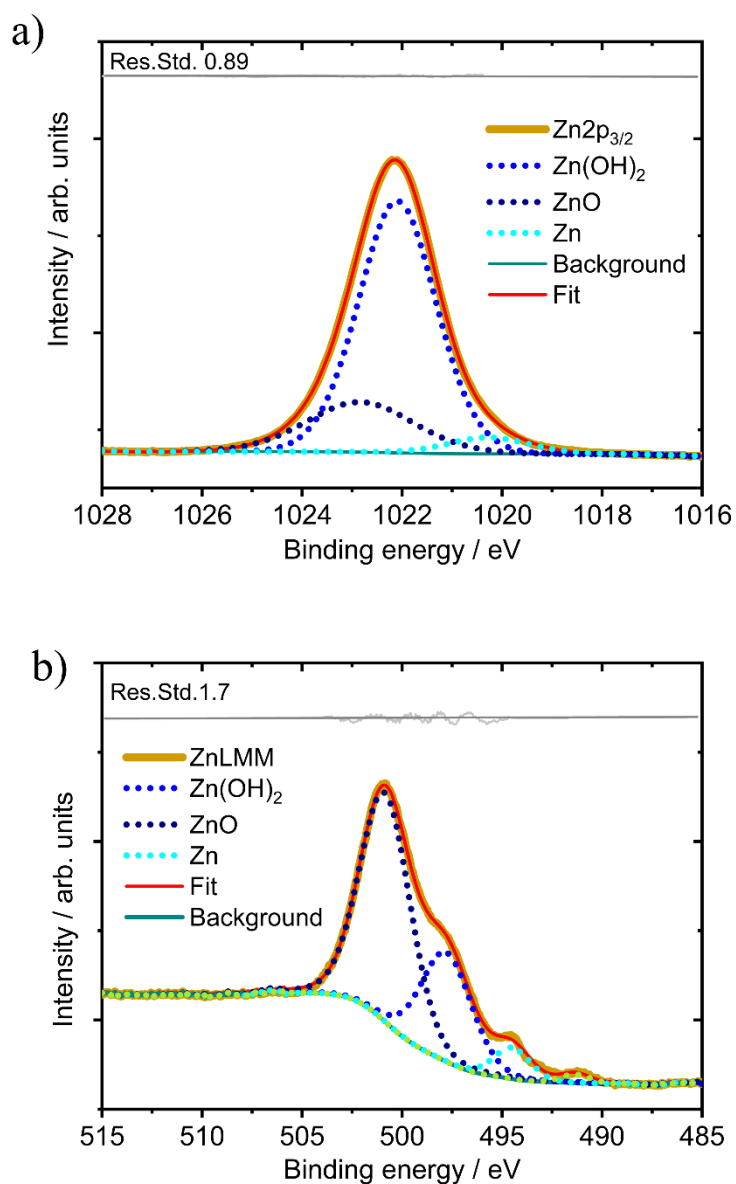 a)
Res.Std. 0.89
Zn2p3/2
Zn(OH)2
ZnO
Zn
Background
Fit
Intensity / arb. units
1028 1026 1024 1022 1020 1018 1016
Binding energy / eV
b)
Res.Std.1.7
ZnLMM
Zn(OH)2
ZnO
Zn
Fit
Background
Intensity / arb. units
515 510 505 500 495 490 485
Binding energy / eV